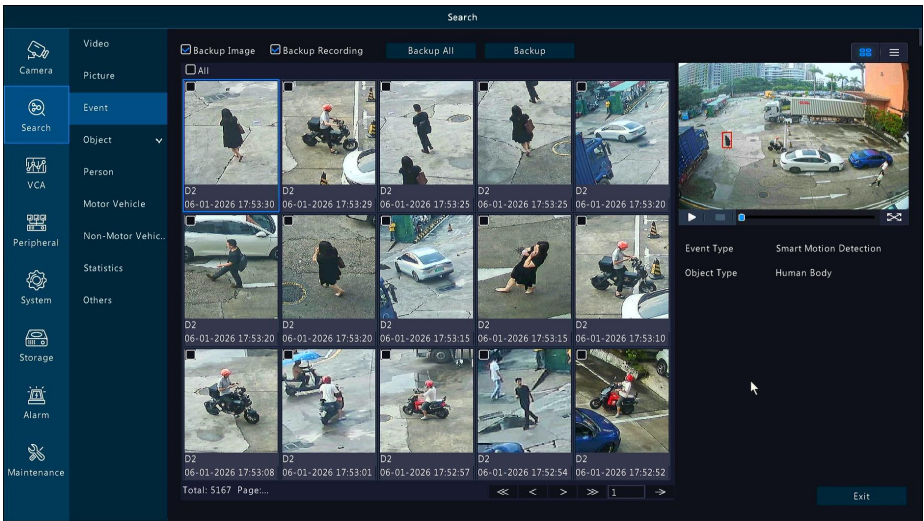 Search
Camera
Search
VCA
Peripheral
System
Storage
Alarm
Maintenance
Video
Picture
Event
Object
Person
Motor Vehicle
Non-Motor Vehic..
Statistics
Others
Backup Image Backup Recording Backup All Backup
All
D2 D2 D2 D2 D2
06-01-2026 17:53:30 06-01-2026 17:53:29 06-01-2026 17:53:25 06-01-2026 17:53:25 06-01-2026 17:53:20
D2 D2 D2 D2 D2
06-01-2026 17:53:20 06-01-2026 17:53:20 06-01-2026 17:53:15 06-01-2026 17:53:15 06-01-2026 17:53:10
D2 D2 D2 D2 D2
06-01-2026 17:53:08 06-01-2026 17:53:01 06-01-2026 17:52:57 06-01-2026 17:52:54 06-01-2026 17:52:52
Total: 5167 Page:...
1
Event Type Smart Motion Detection
Object Type Human Body
Exit